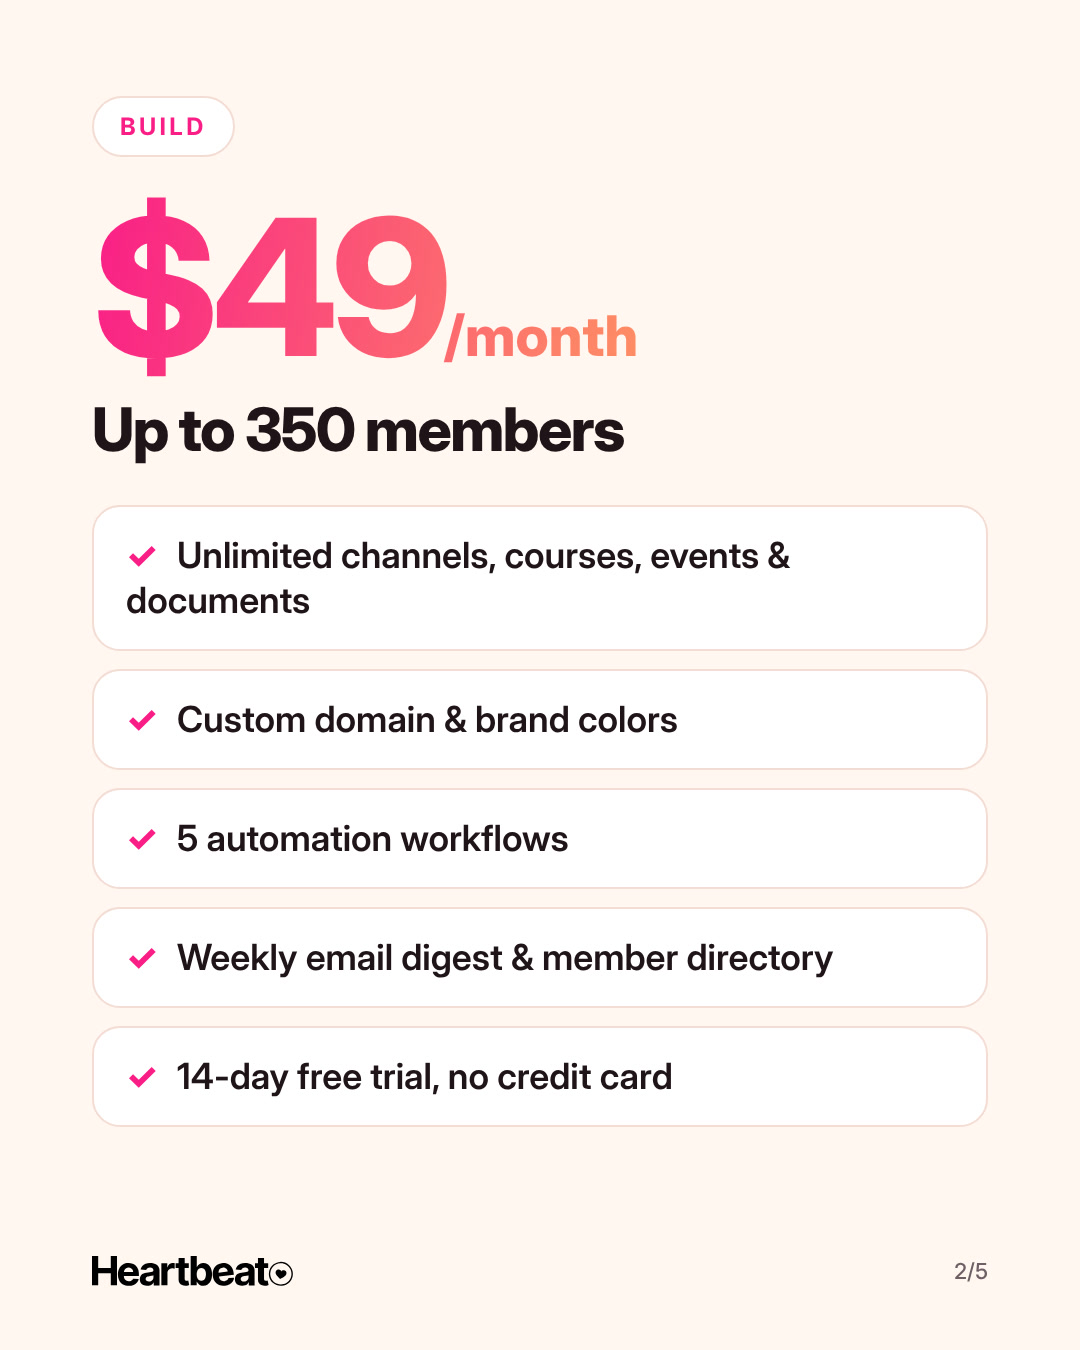 BUILD
$49/month
Up to 350 members
✓ Unlimited channels, courses, events &
documents
✓ Custom domain & brand colors
✓ 5 automation workflows
✓ Weekly email digest & member directory
✓ 14-day free trial, no credit card
Heartbeat
2/5